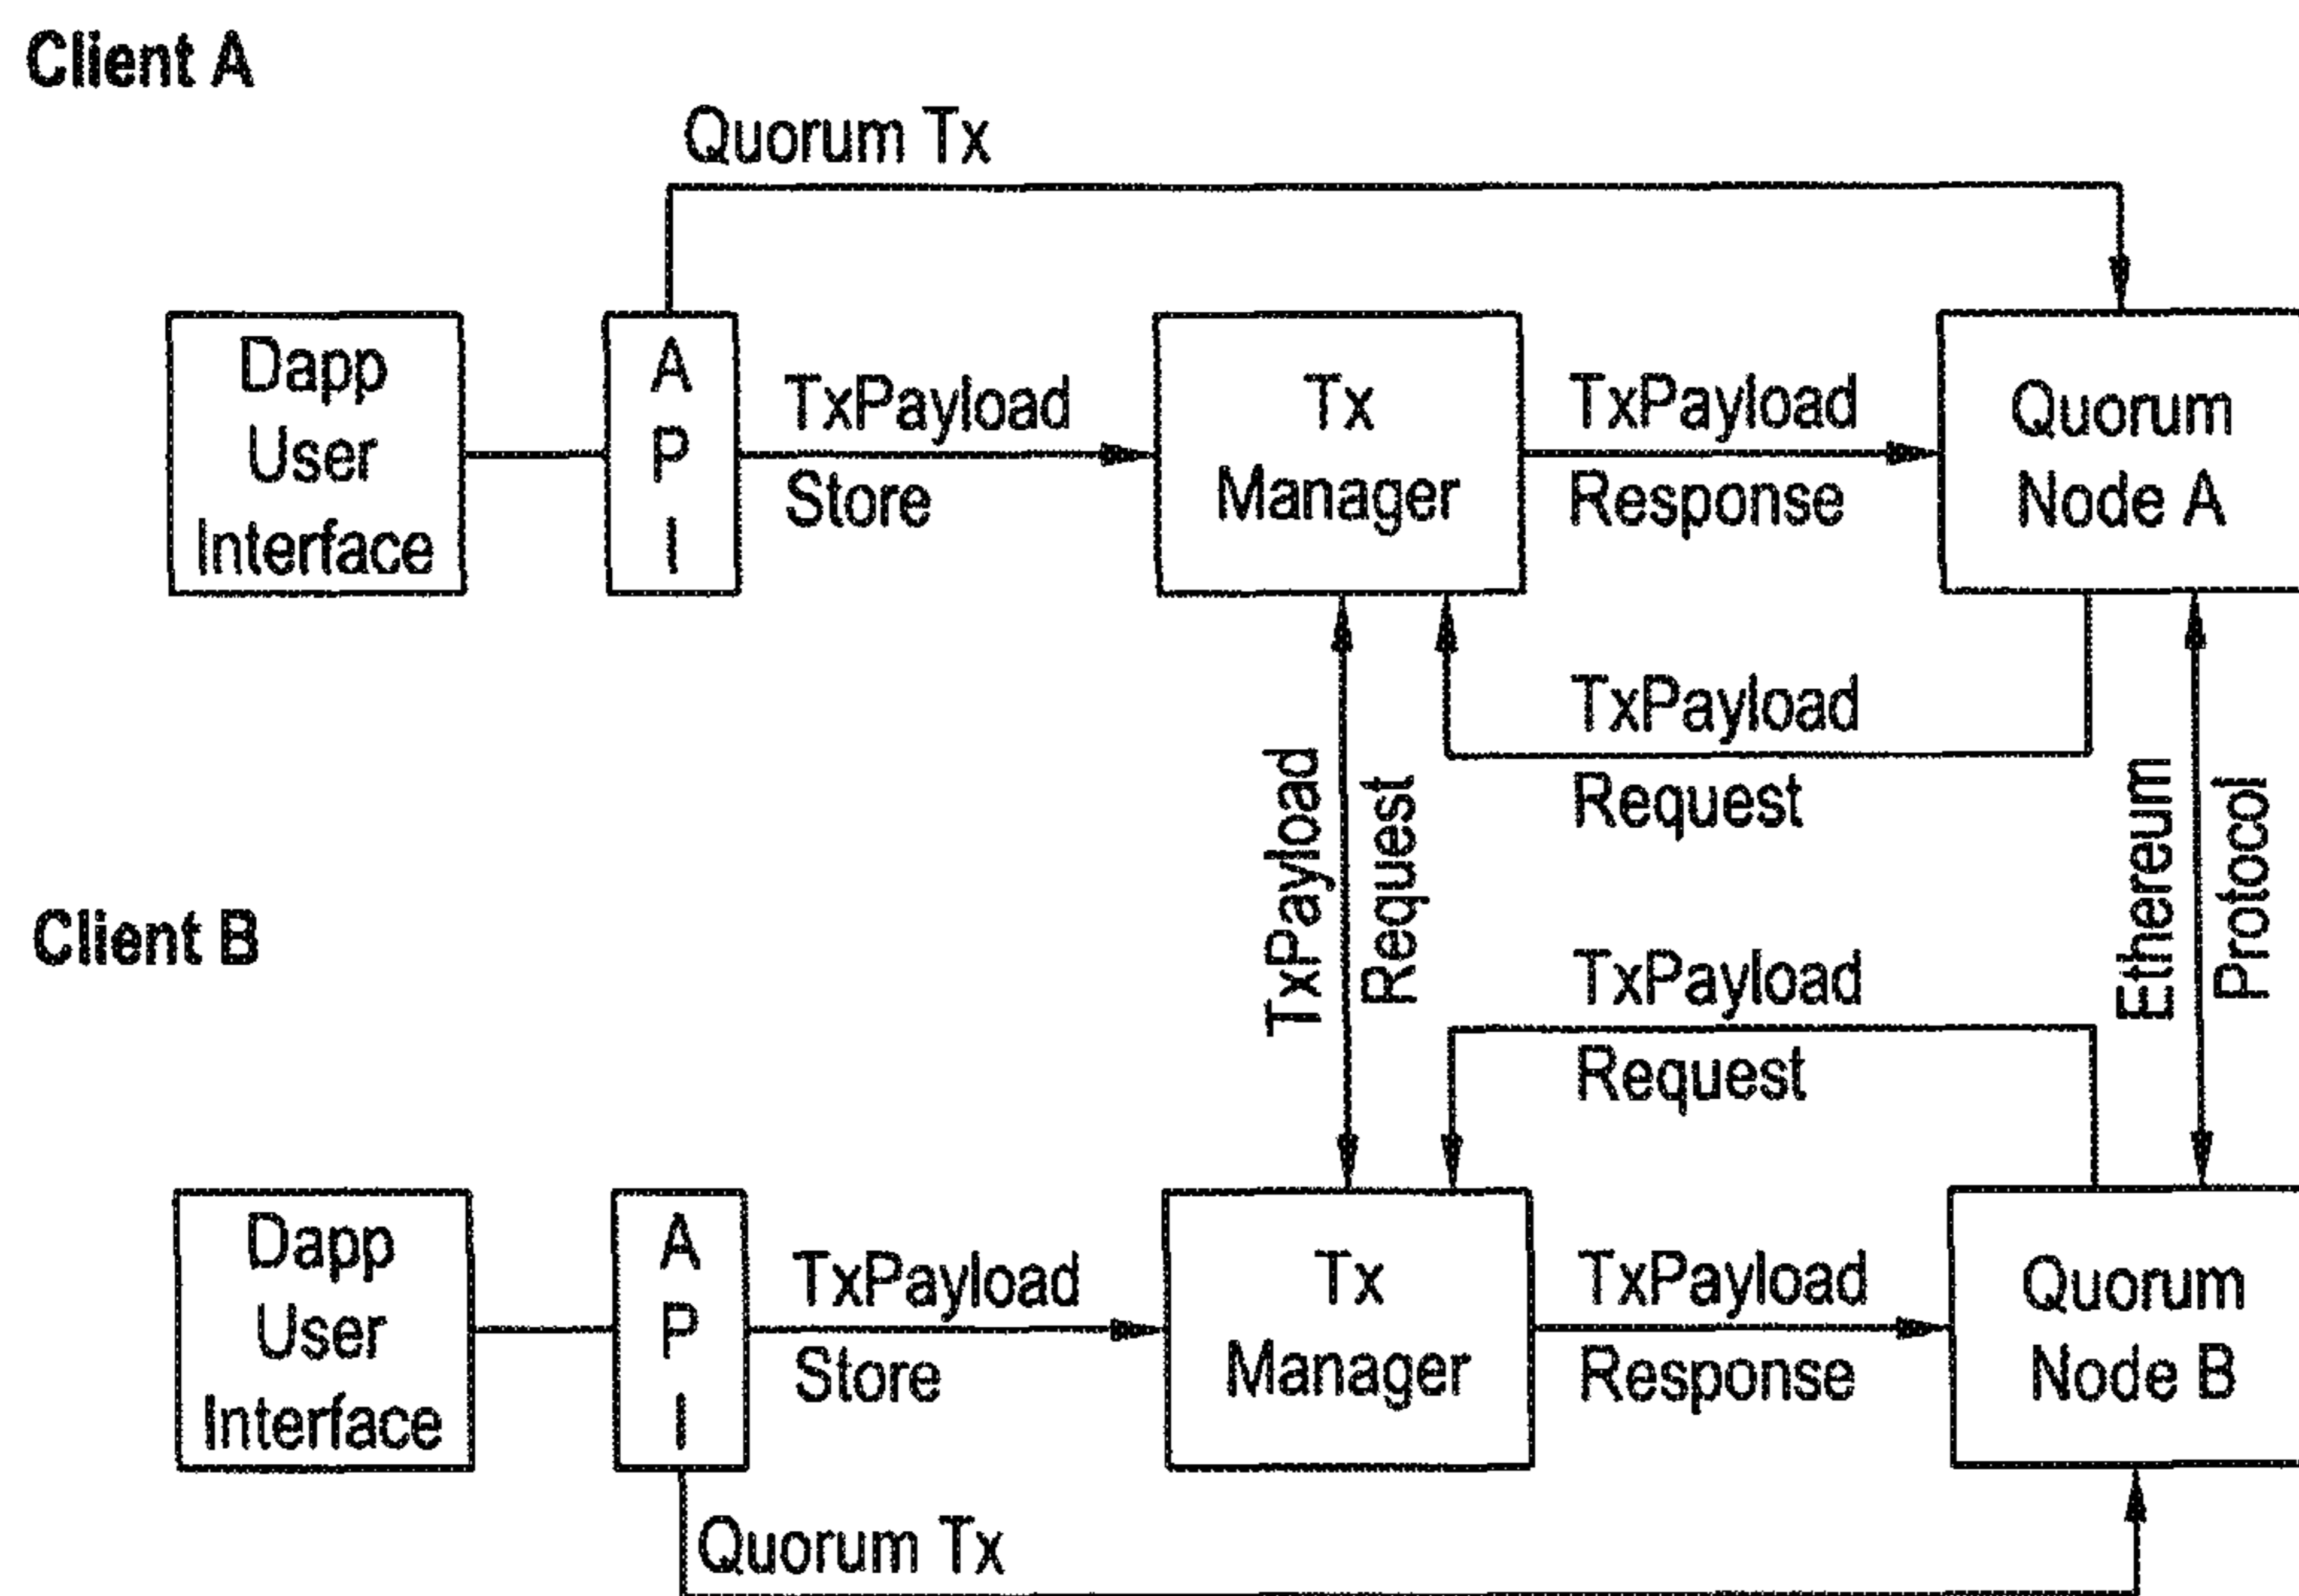 Client A
Quorum Tx
Dapp
User
Interface
A
P
I
TxPayload
Store
Tx
Manager
TxPayload
Response
Quorum
Node A
TxPayload
Request
TxPayload
Request
Ethereum
Protocol
Client B
TxPayload
Request
Dapp
User
Interface
A
P
I
TxPayload
Store
Tx
Manager
TxPayload
Response
Quorum
Node B
Quorum Tx